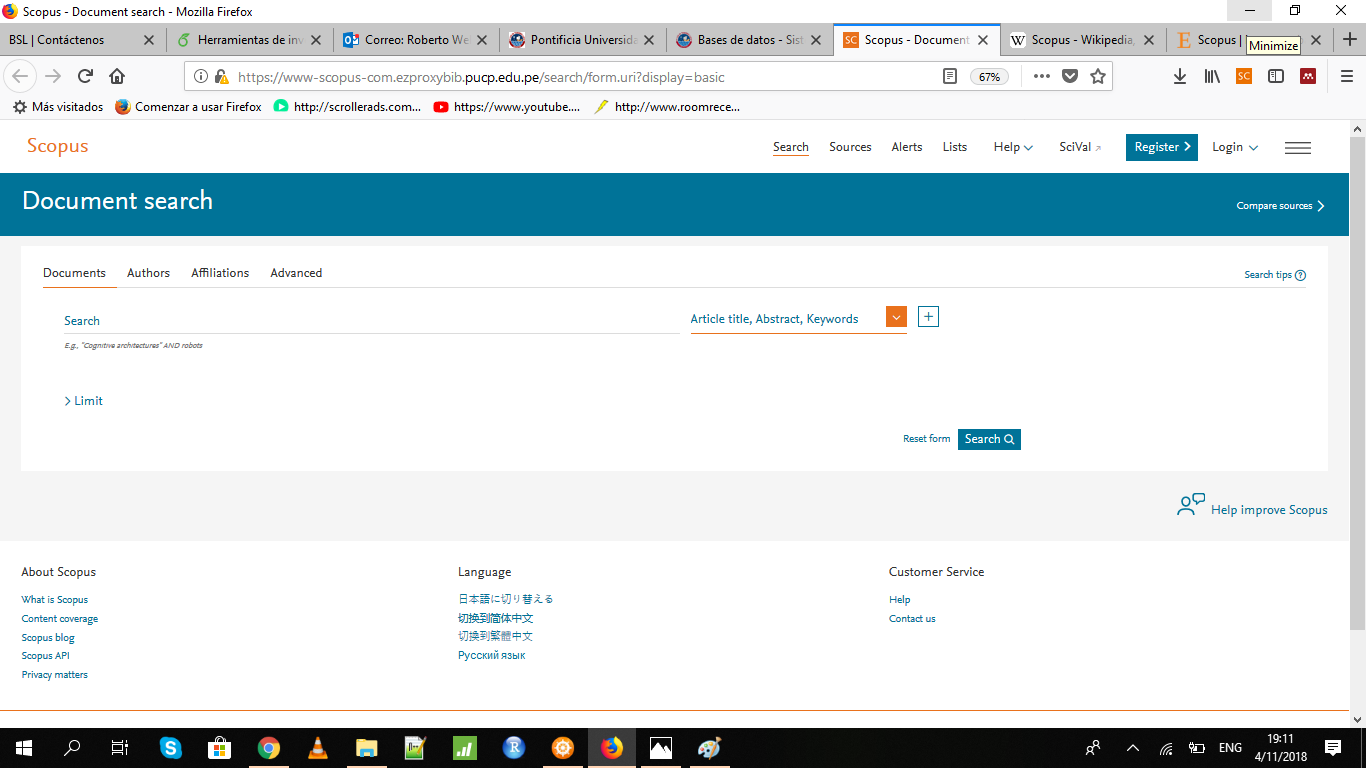 Scopus - Document search - Mozilla Firefox
BSL | Contáctenos
Herramientas de inv
Correo: Roberto We
Pontificia Universida
Bases de datos - Sist
Scopus - Document
Scopus - Wikipedia,
Scopus |
Minimize
https://www-scopus-com.ezproxybib.pucp.edu.pe/search/form.uri?display=basic
67%
Más visitados
Comenzar a usar Firefox
http://scrollerads.com...
https://www.youtube....
http://www.roomrece...
Scopus
Search
Sources
Alerts
Lists
Help
SciVal
Register
Login
Document search
Compare sources
Documents
Authors
Affiliations
Advanced
Search tips
Search
Article title, Abstract, Keywords
E.g., "Cognitive architectures" AND robots
Limit
Reset form
Search
Help improve Scopus
About Scopus
What is Scopus
Content coverage
Scopus blog
Scopus API
Privacy matters
Language
日本語に切り替える
切换到简体中文
切換到繁體中文
Русский язык
Customer Service
Help
Contact us
ENG
19:11
4/11/2018